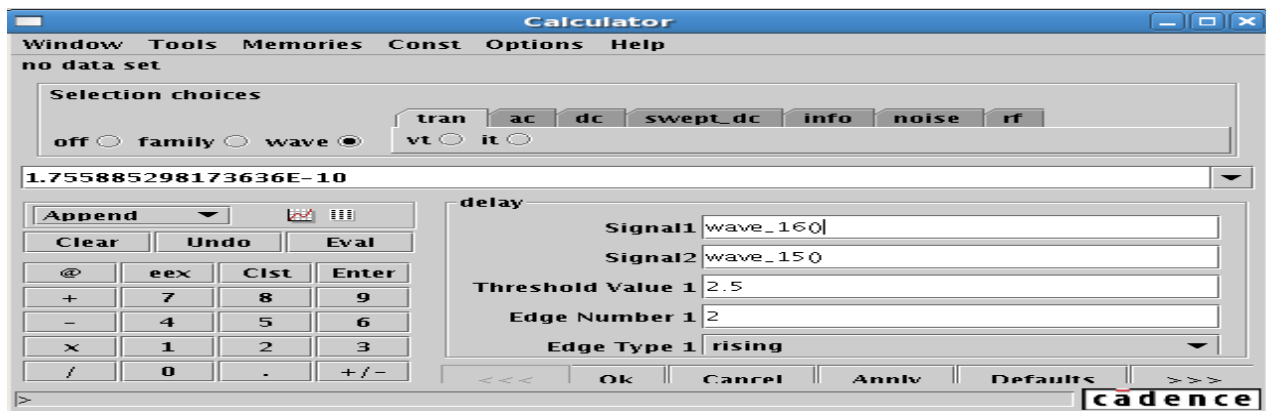 Calculator
Window Tools Memories Const Options Help
no data set
Selection choices
tran ac dc swept_dc info noise rf
off family wave vt it
1.755885298173636E-10
Append
Clear Undo Eval
@ eex Clst Enter
+ 7 8 9
- 4 5 6
x 1 2 3
/ 0 . +/-
delay
Signal1 wave_160
Signal2 wave_150
Threshold Value 1 2.5
Edge Number 1 2
Edge Type 1 rising
<<< Ok Cancel Apply Defaults >>>
>
cādence